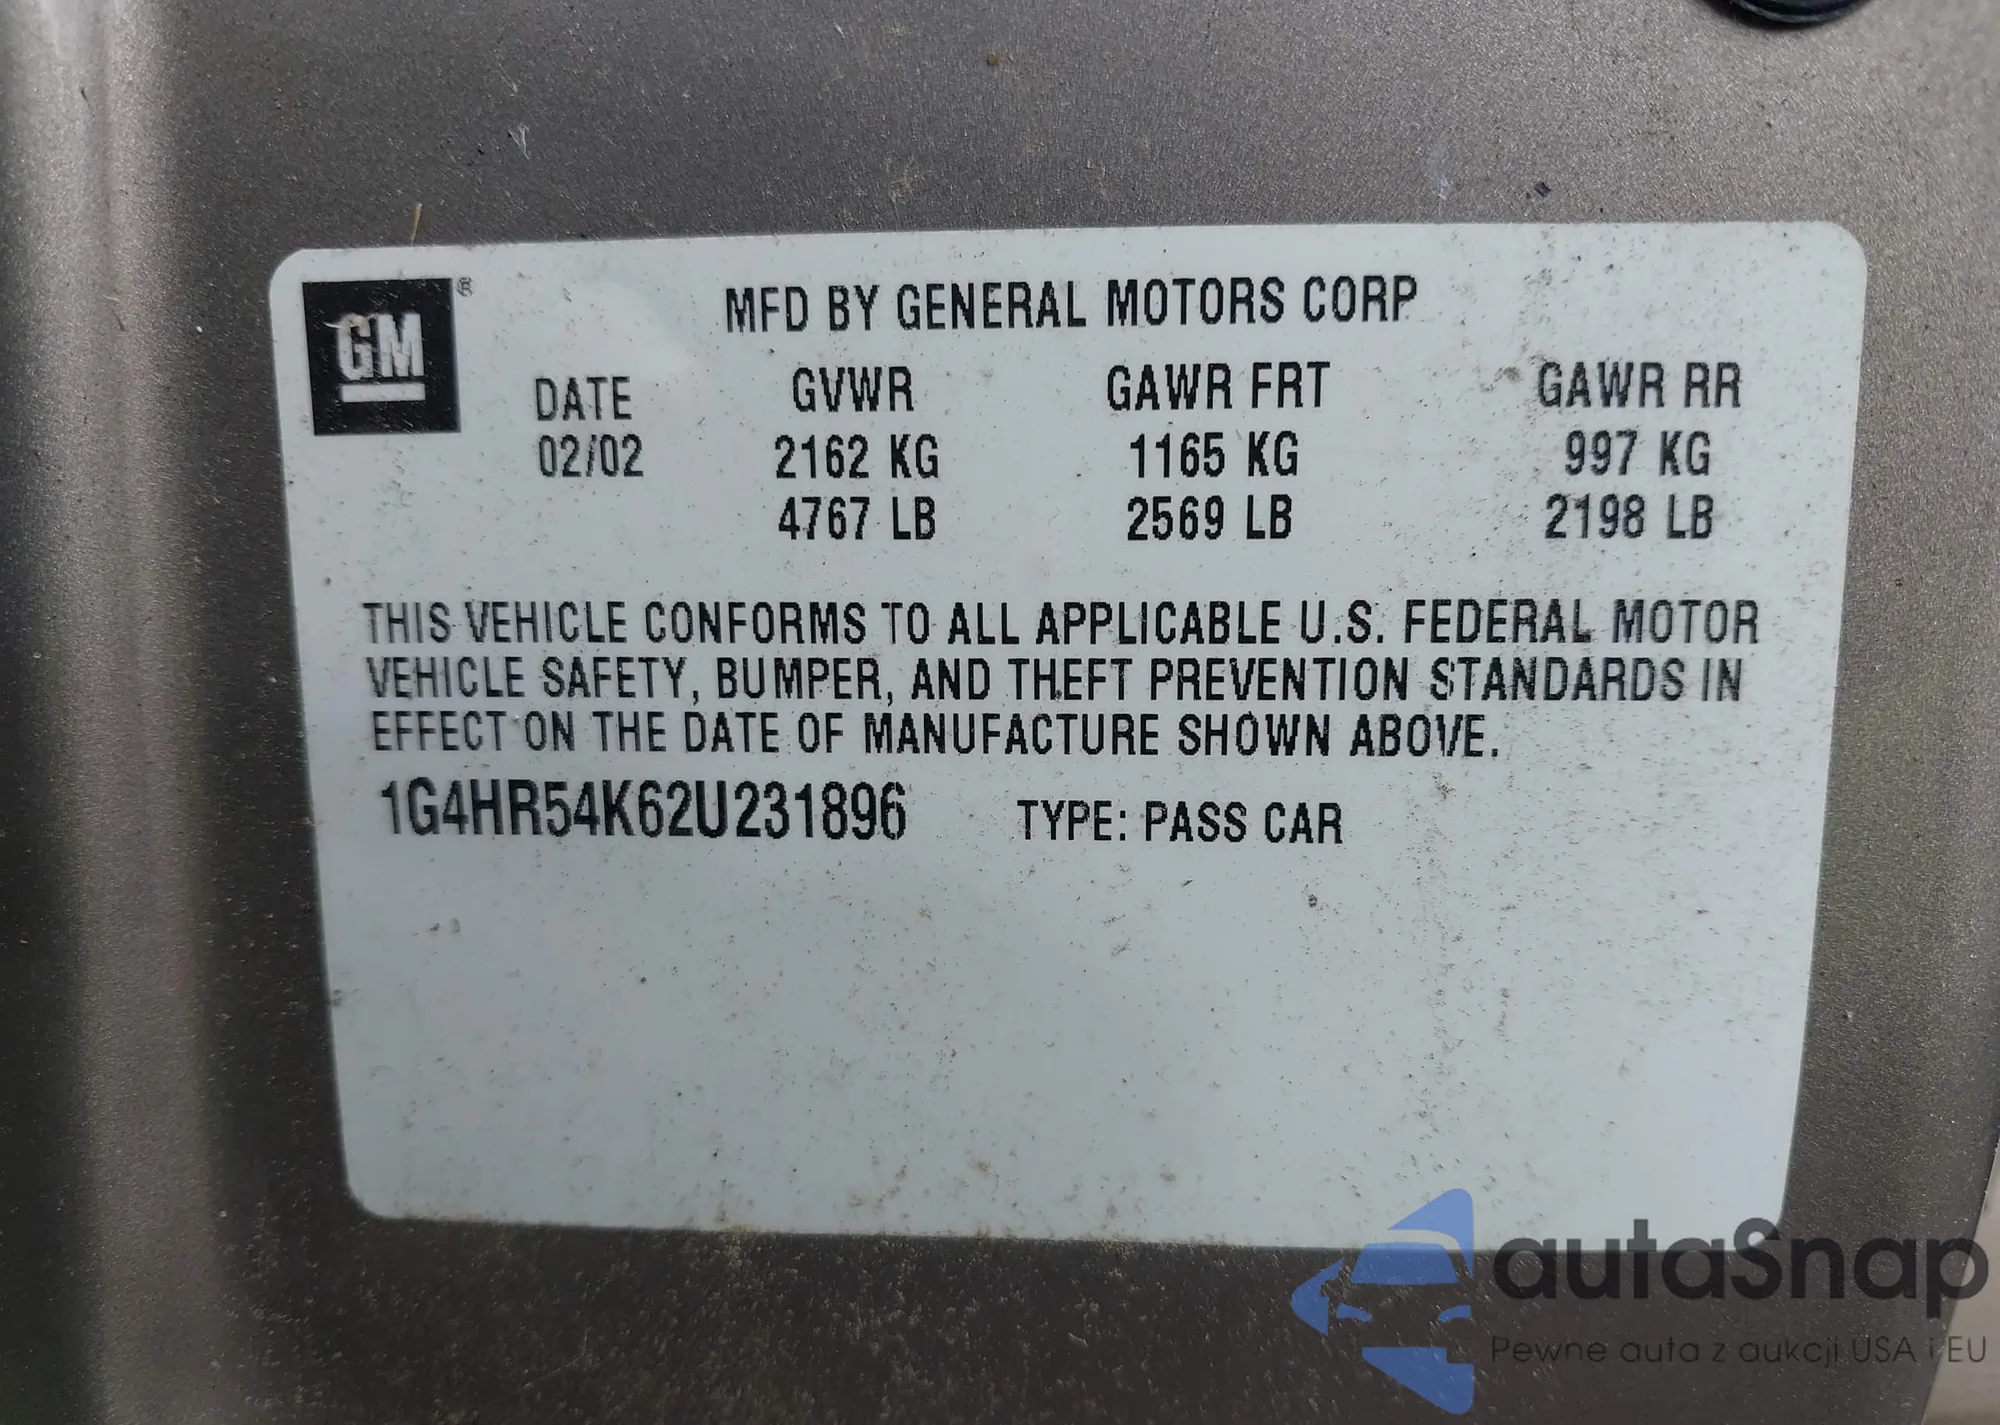 GM ®
MFD BY GENERAL MOTORS CORP
DATE GVWR GAWR FRT GAWR RR
02/02 2162 KG 1165 KG 997 KG
4767 LB 2569 LB 2198 LB
THIS VEHICLE CONFORMS TO ALL APPLICABLE U.S. FEDERAL MOTOR
VEHICLE SAFETY, BUMPER, AND THEFT PREVENTION STANDARDS IN
EFFECT ON THE DATE OF MANUFACTURE SHOWN ABOVE.
1G4HR54K62U231896 TYPE: PASS CAR
autaSnap
Pewne auta z aukcji USA i EU